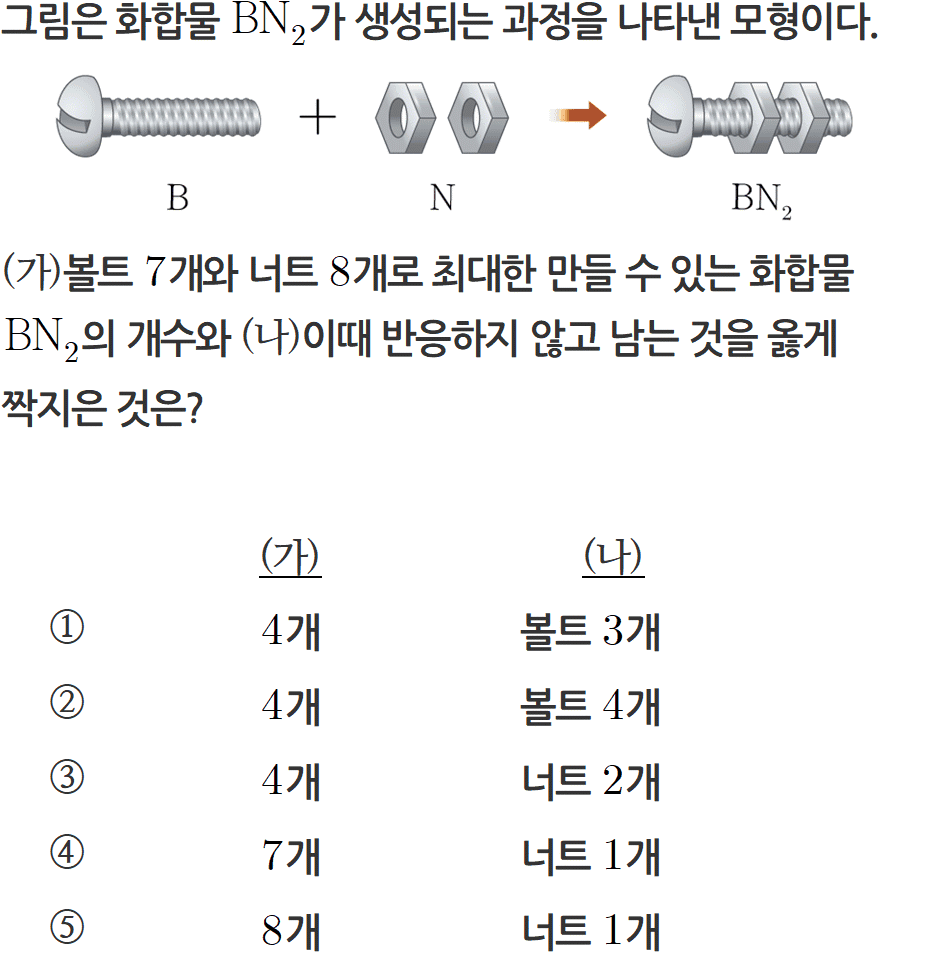 그림은 화합물 BN₂가 생성되는 과정을 나타낸 모형이다.
+
B N BN₂
(가)볼트 7개와 너트 8개로 최대한 만들 수 있는 화합물
BN₂의 개수와 (나)이때 반응하지 않고 남는 것을 옳게
짝지은 것은?
(가) (나)
① 4개 볼트 3개
② 4개 볼트 4개
③ 4개 너트 2개
④ 7개 너트 1개
⑤ 8개 너트 1개